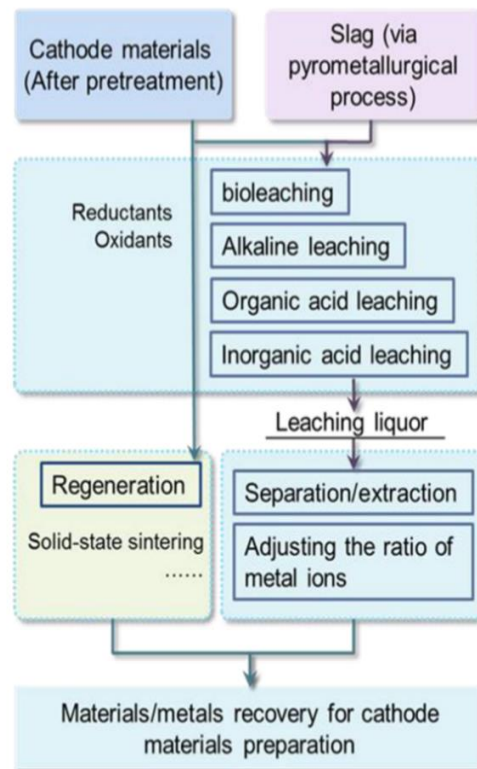 Cathode materials
(After pretreatment)
Slag (via
pyrometallurgical
process)
Reductants
Oxidants
bioleaching
Alkaline leaching
Organic acid leaching
Inorganic acid leaching
Leaching liquor
Regeneration
Solid-state sintering
......
Separation/extraction
Adjusting the ratio of
metal ions
Materials/metals recovery for cathode
materials preparation